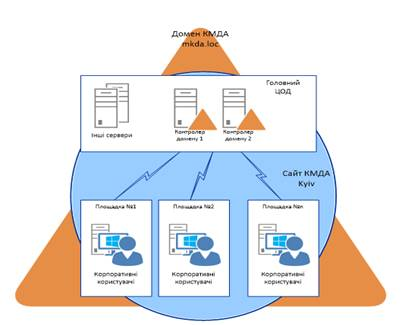 Домен КМДА
mkda.loc
Головний
ЦОД
Інші сервери
Контролер
домену 1
Контролер
домену 2
Сайт КМДА
Kyiv
Площадка №1
Площадка №2
Площадка №n
Корпоративні
користувачі
Корпоративні
користувачі
Корпоративні
користувачі